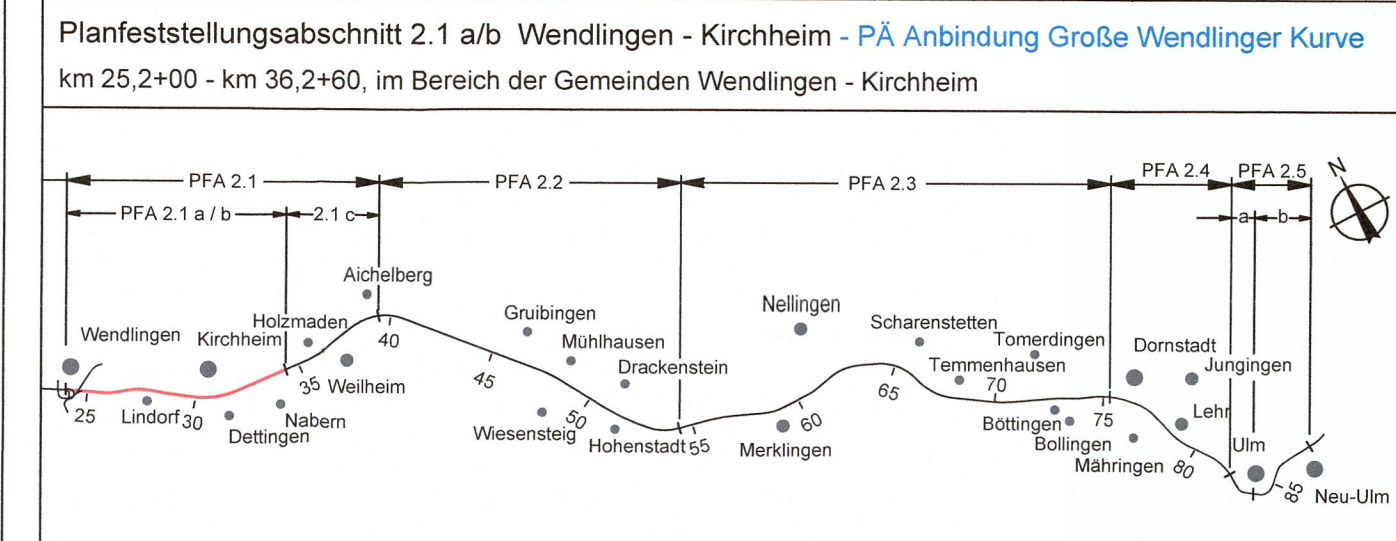 Planfeststellungsabschnitt 2.1 a/b Wendlingen - Kirchheim - PÄ Anbindung Große Wendlinger Kurve
km 25,2+00 - km 36,2+60, im Bereich der Gemeinden Wendlingen - Kirchheim
PFA 2.1
PFA 2.2
PFA 2.3
PFA 2.4
PFA 2.5
N
PFA 2.1 a / b
2.1 c
a
b
Aichelberg
Wendlingen
Kirchheim
Holzmaden
40
Gruibingen
Mühlhausen
Drackenstein
Nellingen
Scharenstetten
Tomerdingen
Dornstadt
Jungingen
25
Lindorf
30
Dettingen
Nabern
35
Weilheim
45
Wiesensteig
50
Hohenstadt
55
Merklingen
60
65
Temmenhausen
70
Böttingen
Bollingen
75
Mähringen
Lehr
80
Ulm
85
Neu-Ulm